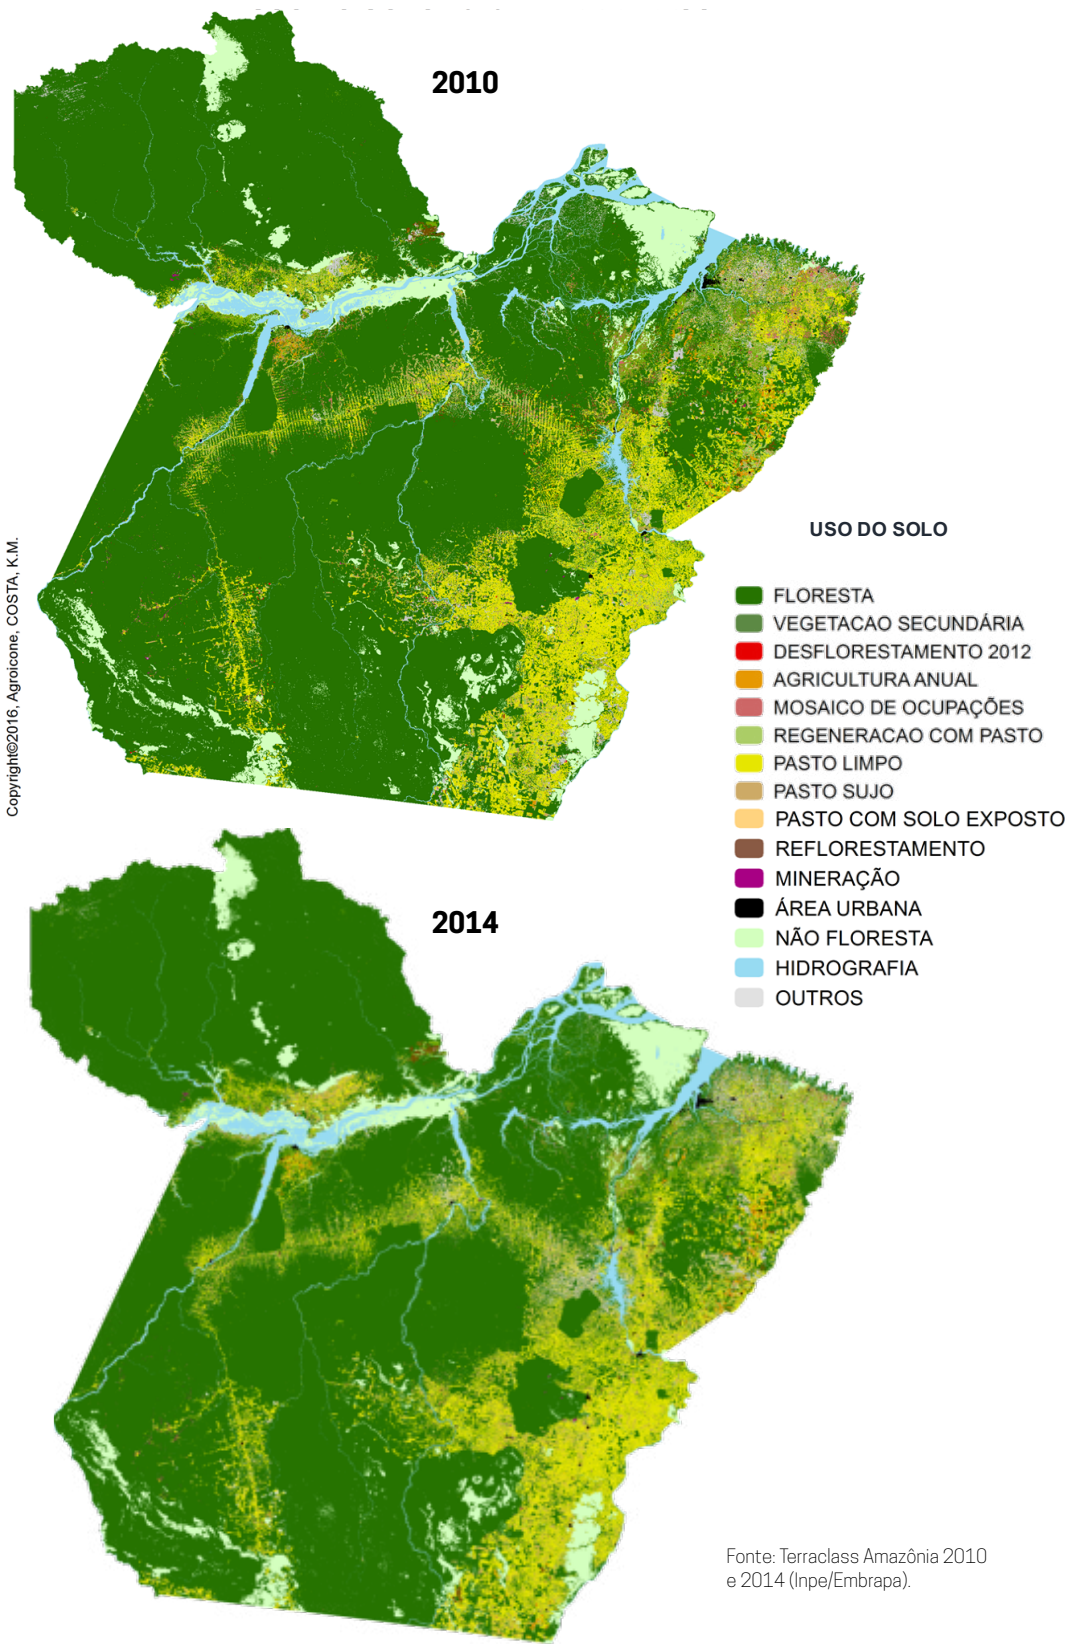 2010
USO DO SOLO
FLORESTA
VEGETACAO SECUNDÁRIA
DESFLORESTAMENTO 2012
AGRICULTURA ANUAL
MOSAICO DE OCUPAÇÕES
REGENERACAO COM PASTO
PASTO LIMPO
PASTO SUJO
PASTO COM SOLO EXPOSTO
REFLORESTAMENTO
MINERAÇÃO
ÁREA URBANA
NÃO FLORESTA
HIDROGRAFIA
OUTROS
Copyright©2016, Agroicone, COSTA, K.M.
2014
Fonte: Terraclass Amazônia 2010
e 2014 (Inpe/Embrapa).